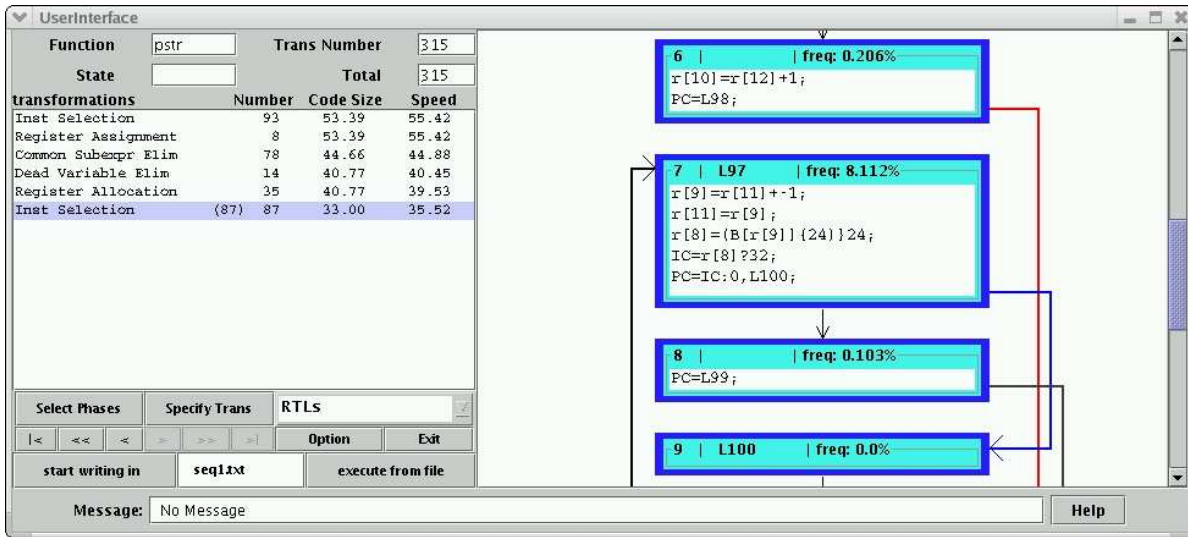 UserInterface
Function pstr Trans Number 315
State Total 315
transformations Number Code Size Speed
Inst Selection 93 53.39 55.42
Register Assignment 8 53.39 55.42
Common Subexpr Elim 78 44.66 44.88
Dead Variable Elim 14 40.77 40.45
Register Allocation 35 40.77 39.53
Inst Selection (87) 87 33.00 35.52
Select Phases Specify Trans RTLs
|< << < > >> >| Option Exit
start writing in seq1.txt execute from file
6 | | freq: 0.206%
r[10]=r[12]+1;
PC=L98;
7 | L97 | freq: 8.112%
r[9]=r[11]+-1;
r[11]=r[9];
r[8]=(B[r[9]]{24)}24;
IC=r[8]?32;
PC=IC:0,L100;
8 | | freq: 0.103%
PC=L99;
9 | L100 | freq: 0.0%
Message: No Message Help